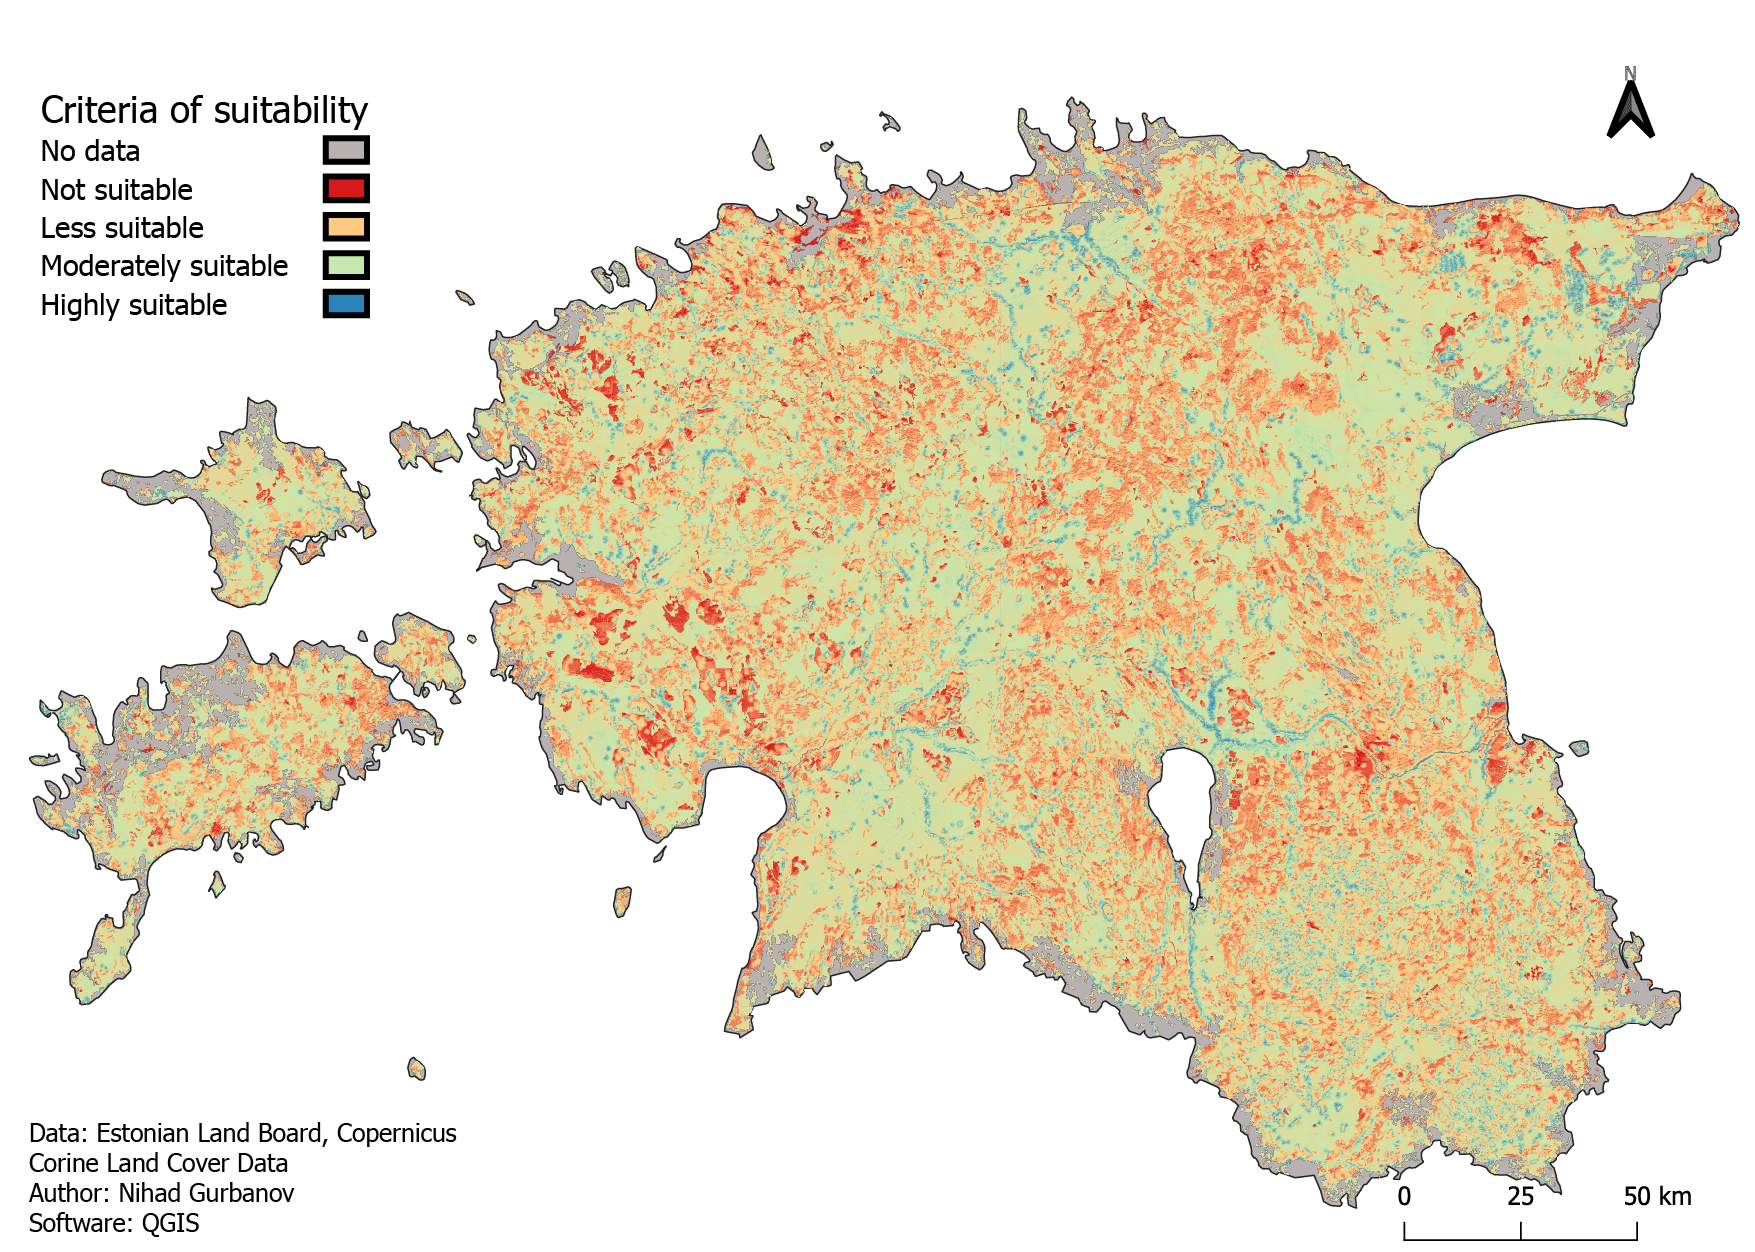 N
Criteria of suitability
No data
Not suitable
Less suitable
Moderately suitable
Highly suitable
Data: Estonian Land Board, Copernicus
Corine Land Cover Data
Author: Nihad Gurbanov
Software: QGIS
0 25 50 km